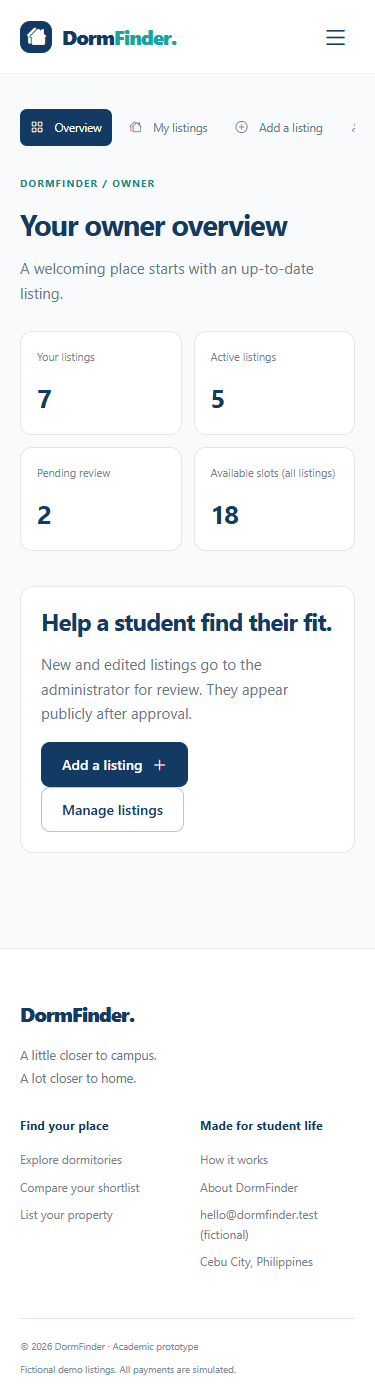 DormFinder.
Overview
My listings
Add a listing
DORMFINDER / OWNER
Your owner overview
A welcoming place starts with an up-to-date
listing.
Your listings
7
Active listings
5
Pending review
2
Available slots (all listings)
18
Help a student find their fit.
New and edited listings go to the
administrator for review. They appear
publicly after approval.
Add a listing +
Manage listings
DormFinder.
A little closer to campus.
A lot closer to home.
Find your place
Explore dormitories
Compare your shortlist
List your property
Made for student life
How it works
About DormFinder
hello@dormfinder.test
(fictional)
Cebu City, Philippines
© 2026 DormFinder · Academic prototype
Fictional demo listings. All payments are simulated.